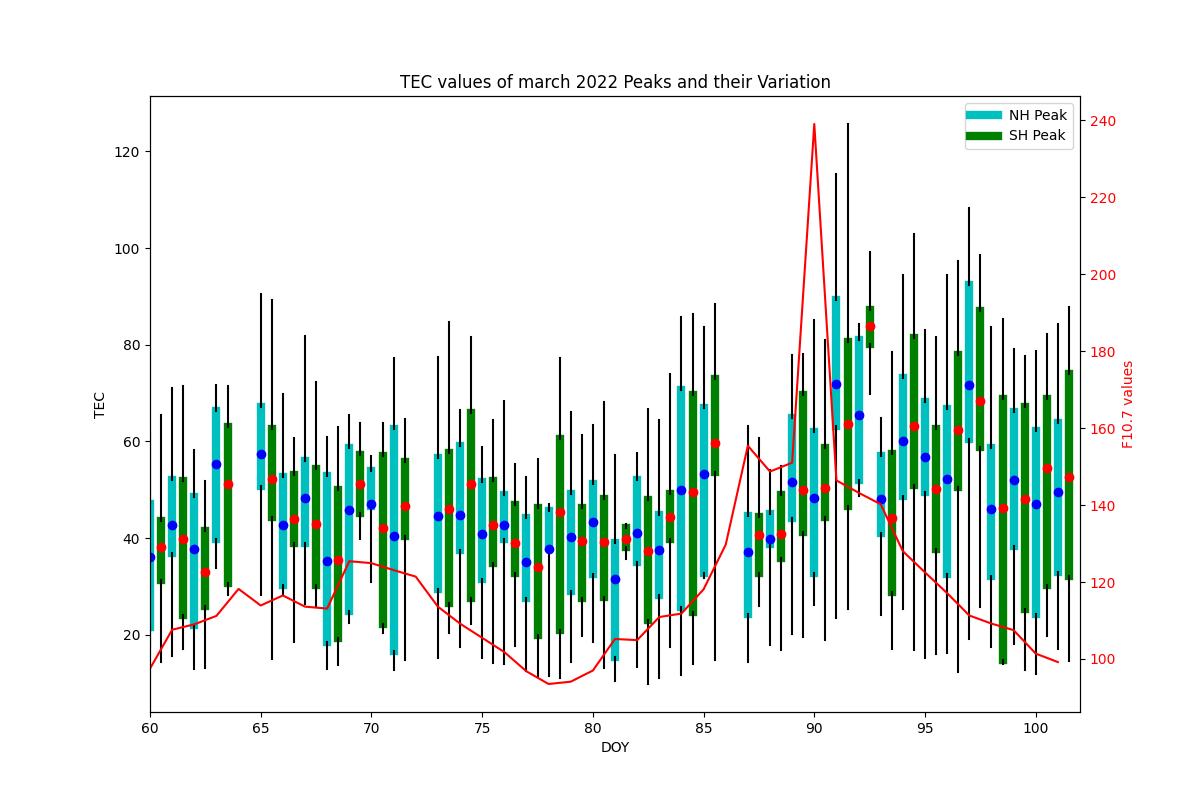 TEC values of march 2022 Peaks and their Variation
NH Peak
SH Peak
TEC
120
100
80
60
40
20
240
220
200
180
160
140
120
100
F10.7 values
60 65 70 75 80 85 90 95 100
DOY